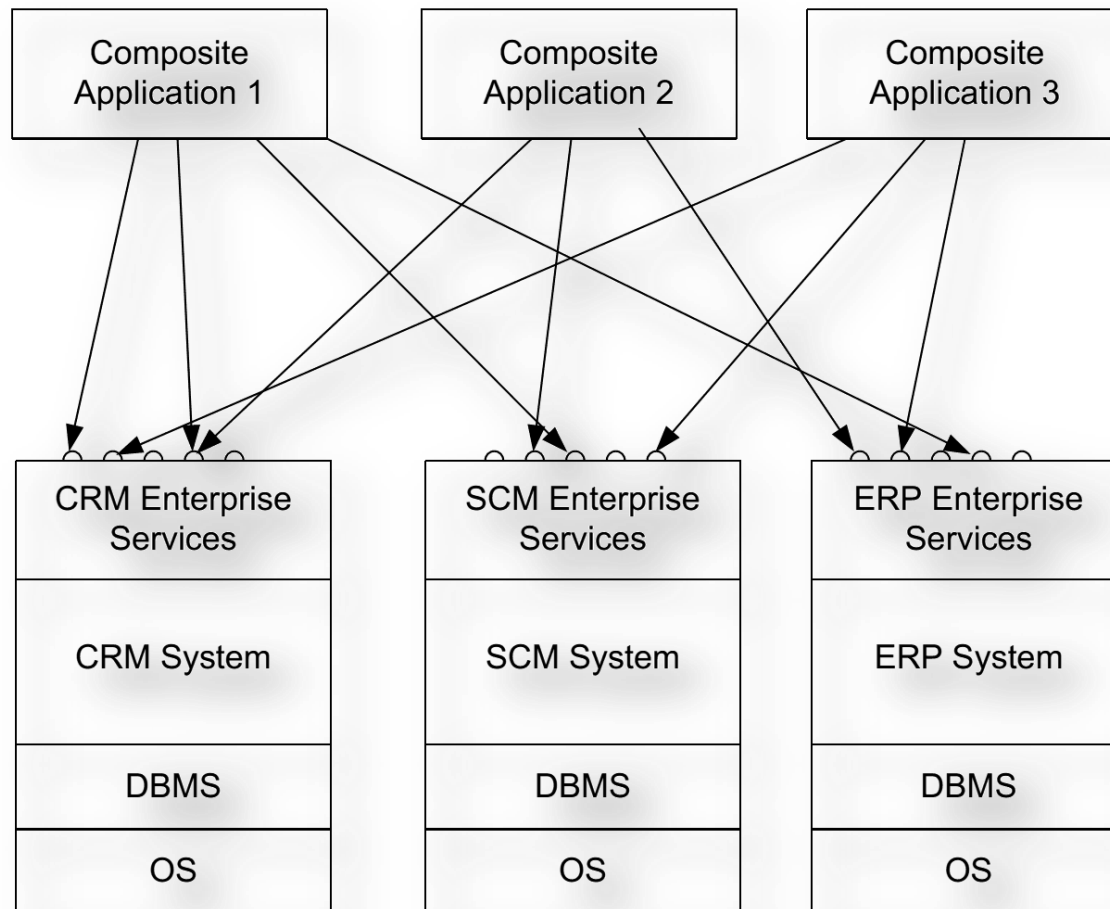 Composite
Application 1
Composite
Application 2
Composite
Application 3
CRM Enterprise
Services
SCM Enterprise
Services
ERP Enterprise
Services
CRM System
SCM System
ERP System
DBMS
DBMS
DBMS
OS
OS
OS